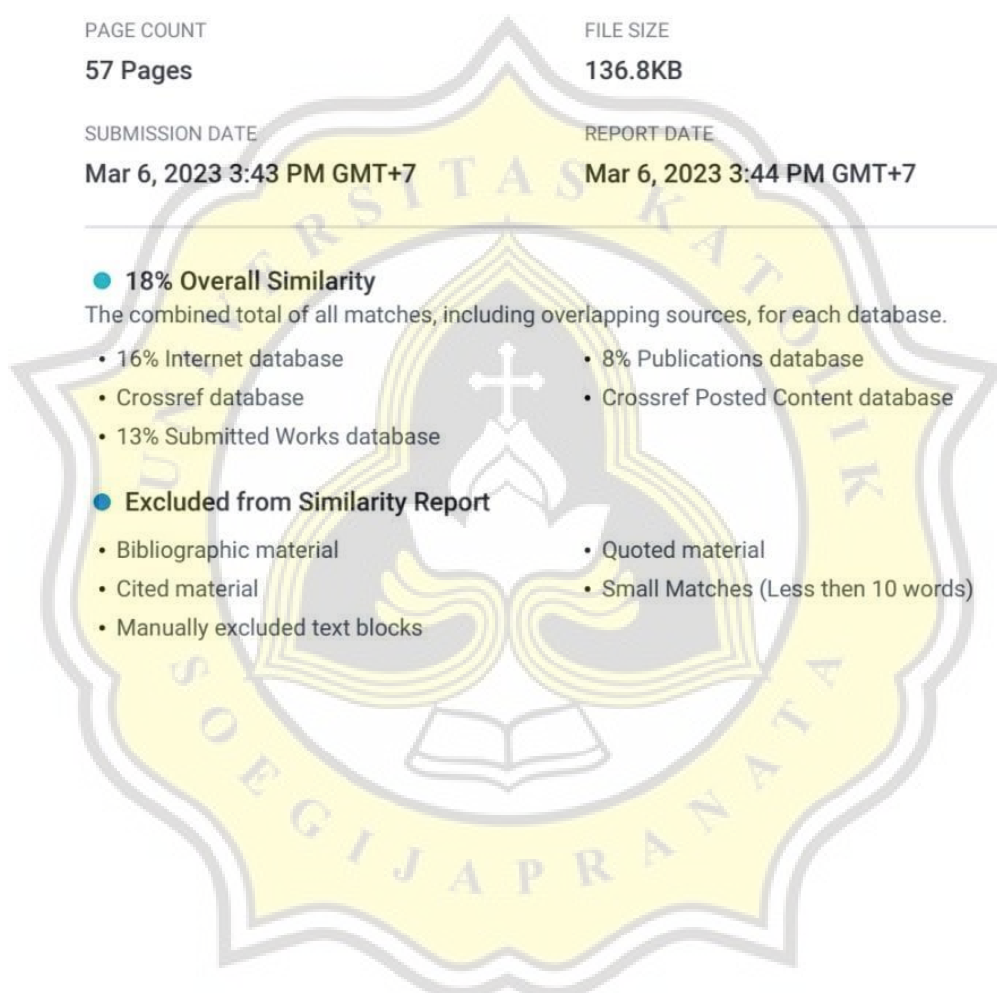 PAGE COUNT
57 Pages
FILE SIZE
136.8KB
SUBMISSION DATE
Mar 6, 2023 3:43 PM GMT+7
REPORT DATE
Mar 6, 2023 3:44 PM GMT+7
18% Overall Similarity
The combined total of all matches, including overlapping sources, for each database.
• 16% Internet database
• 8% Publications database
• Crossref database
• Crossref Posted Content database
• 13% Submitted Works database
Excluded from Similarity Report
• Bibliographic material
• Quoted material
• Cited material
• Small Matches (Less then 10 words)
• Manually excluded text blocks
UNIVERSITAS KATOLIK
SOEGIJAPRANATA